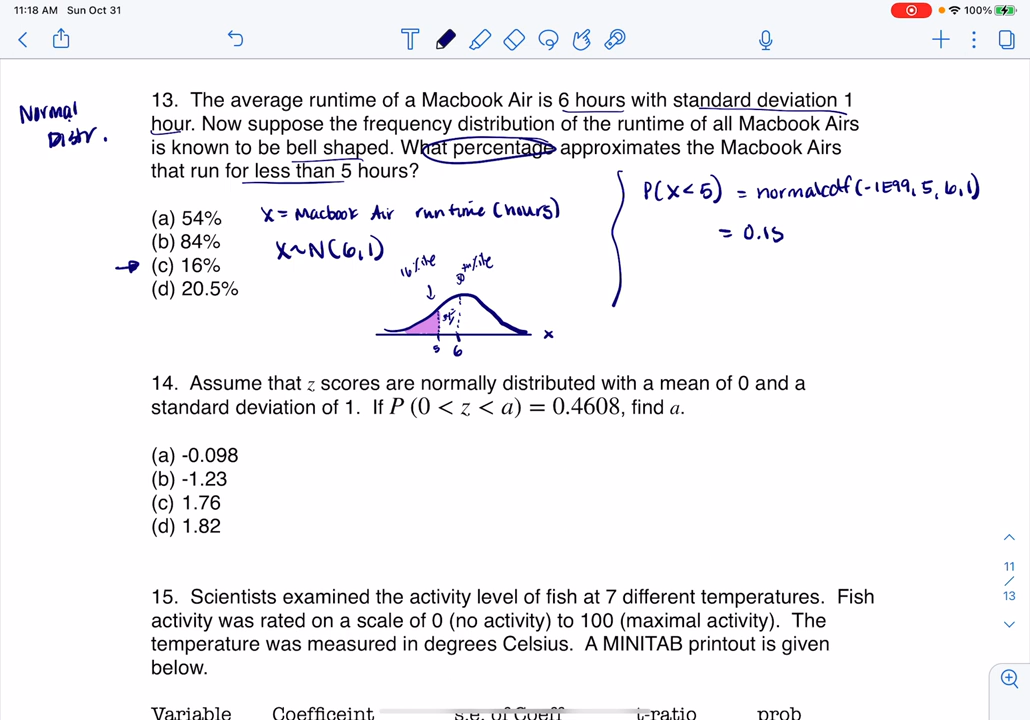 11:18 AM Sun Oct 31
100%
Normal
Distr.
13. The average runtime of a Macbook Air is 6 hours with standard deviation 1
hour. Now suppose the frequency distribution of the runtime of all Macbook Airs
is known to be bell shaped. What percentage approximates the Macbook Airs
that run for less than 5 hours?
(a) 54%
(b) 84%
(c) 16%
(d) 20.5%
X = Macbook Air runtime (hours)
X~N(6,1)
16%ile
50th %ile
34%
5 6
x
P(X<5) = normalcdf(-1E99, 5, 6, 1)
= 0.15
14. Assume that z scores are normally distributed with a mean of 0 and a
standard deviation of 1. If P (0 < z < a) = 0.4608, find a.
(a) -0.098
(b) -1.23
(c) 1.76
(d) 1.82
11
/
13
15. Scientists examined the activity level of fish at 7 different temperatures. Fish
activity was rated on a scale of 0 (no activity) to 100 (maximal activity). The
temperature was measured in degrees Celsius. A MINITAB printout is given
below.
Variable Coefficeint s.e. of Coeff t-ratio prob